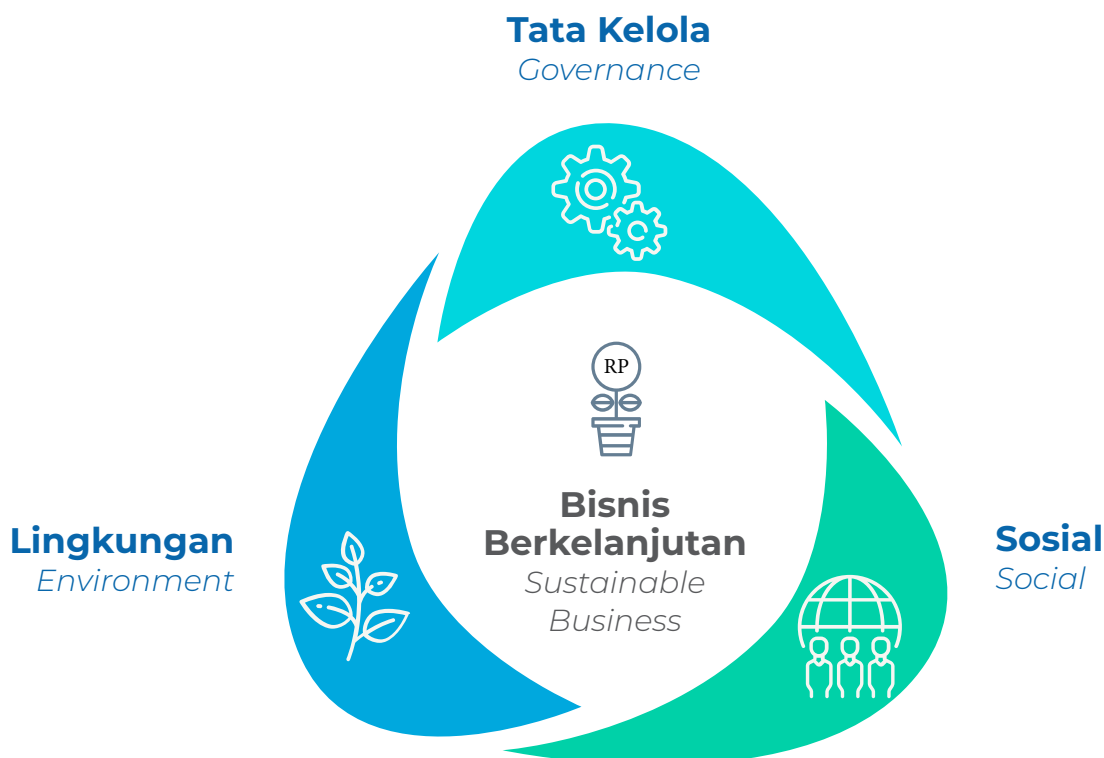 Tata Kelola
Governance
RP
Bisnis
Berkelanjutan
Sustainable
Business
Lingkungan
Environment
Sosial
Social